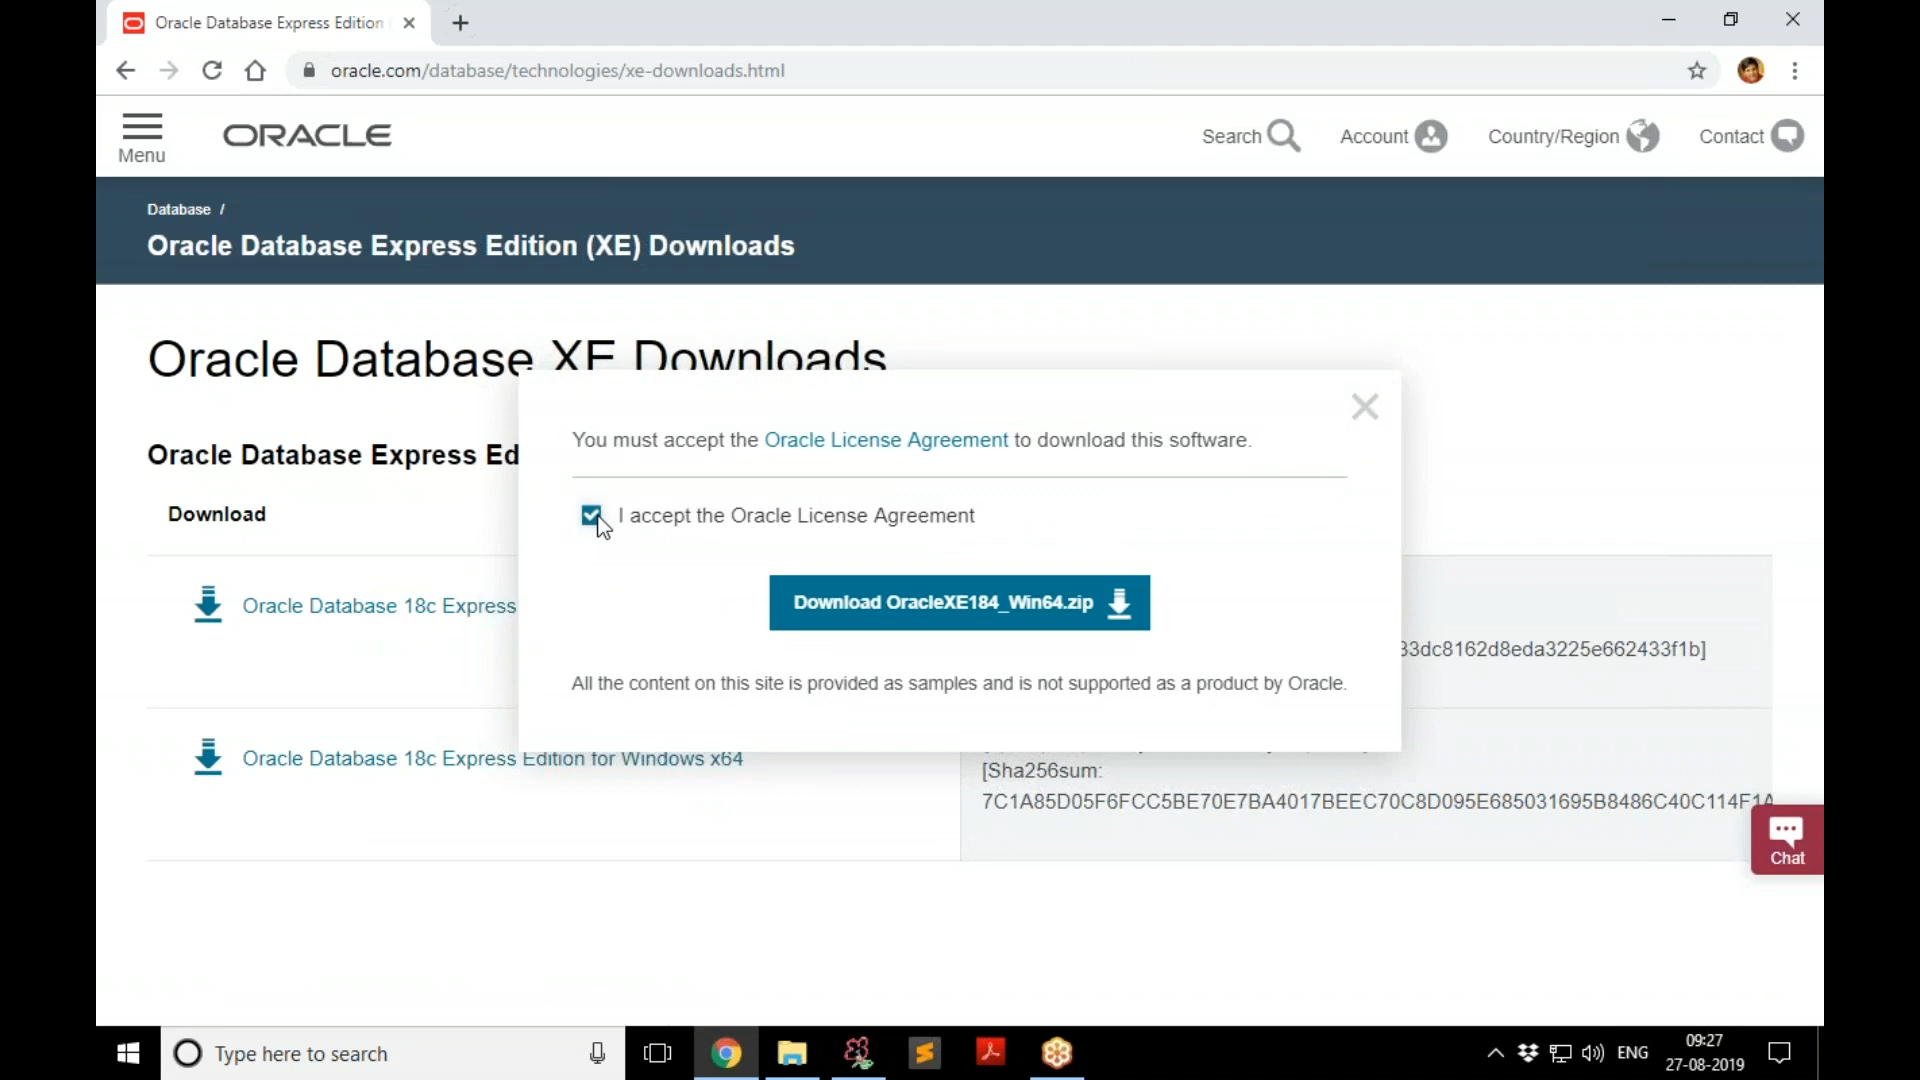 Oracle Database Express Edition
oracle.com/database/technologies/xe-downloads.html
Menu
ORACLE
Search
Account
Country/Region
Contact
Database /
Oracle Database Express Edition (XE) Downloads
Oracle Database XE Downloads
You must accept the Oracle License Agreement to download this software.
Oracle Database Express Ed
I accept the Oracle License Agreement
Download
Download OracleXE184_Win64.zip
Oracle Database 18c Express
33dc8162d8eda3225e662433f1b]
All the content on this site is provided as samples and is not supported as a product by Oracle.
Oracle Database 18c Express Edition for Windows x64
[Sha256sum:
7C1A85D05F6FCC5BE70E7BA4017BEEC70C8D095E685031695B8486C40C114F1A
Chat
Type here to search
ENG
09:27
27-08-2019